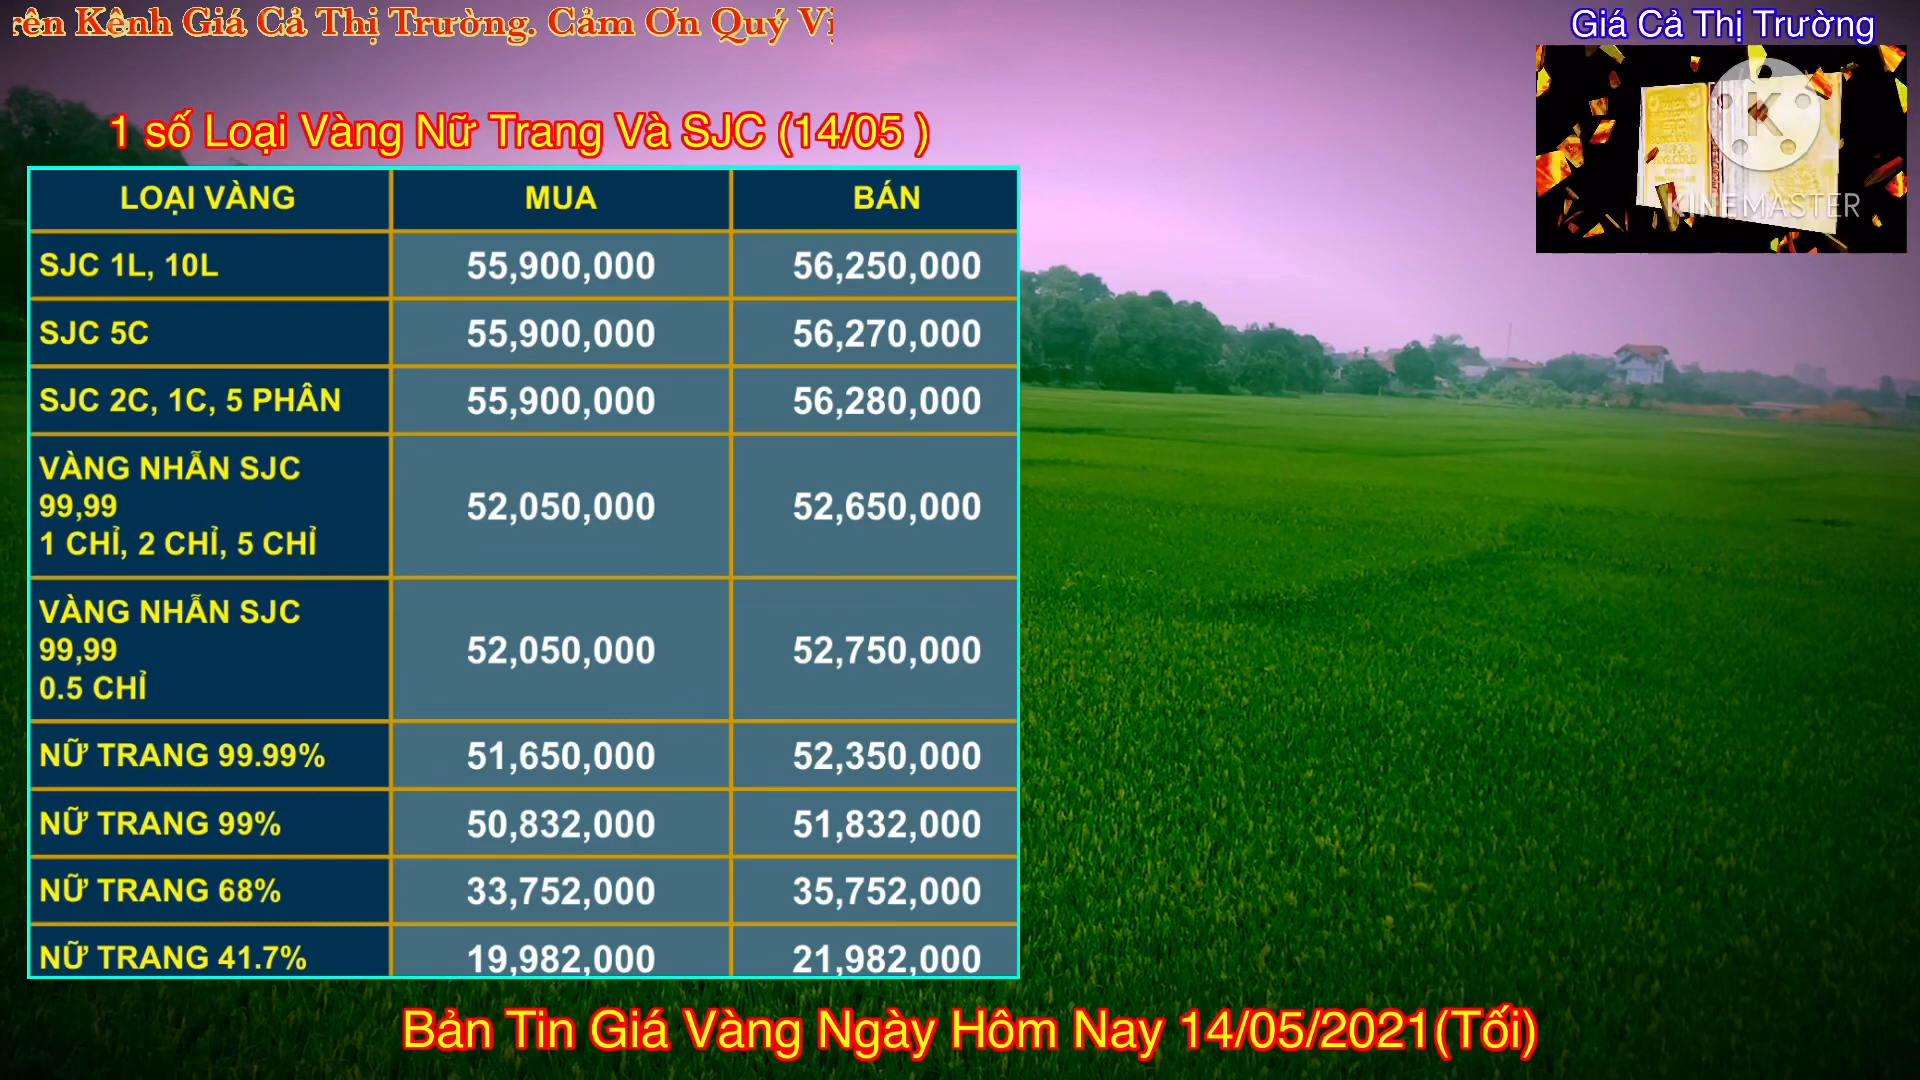 Kênh Giá Cả Thị Trường. Cảm Ơn Quý Vị
Giá Cả Thị Trường
KINEMASTER
1 số Loại Vàng Nữ Trang Và SJC (14/05 )
LOẠI VÀNG MUA BÁN
SJC 1L, 10L 55,900,000 56,250,000
SJC 5C 55,900,000 56,270,000
SJC 2C, 1C, 5 PHÂN 55,900,000 56,280,000
VÀNG NHẪN SJC
99,99
1 CHỈ, 2 CHỈ, 5 CHỈ 52,050,000 52,650,000
VÀNG NHẪN SJC
99,99
0.5 CHỈ 52,050,000 52,750,000
NỮ TRANG 99.99% 51,650,000 52,350,000
NỮ TRANG 99% 50,832,000 51,832,000
NỮ TRANG 68% 33,752,000 35,752,000
NỮ TRANG 41.7% 19,982,000 21,982,000
Bản Tin Giá Vàng Ngày Hôm Nay 14/05/2021(Tối)